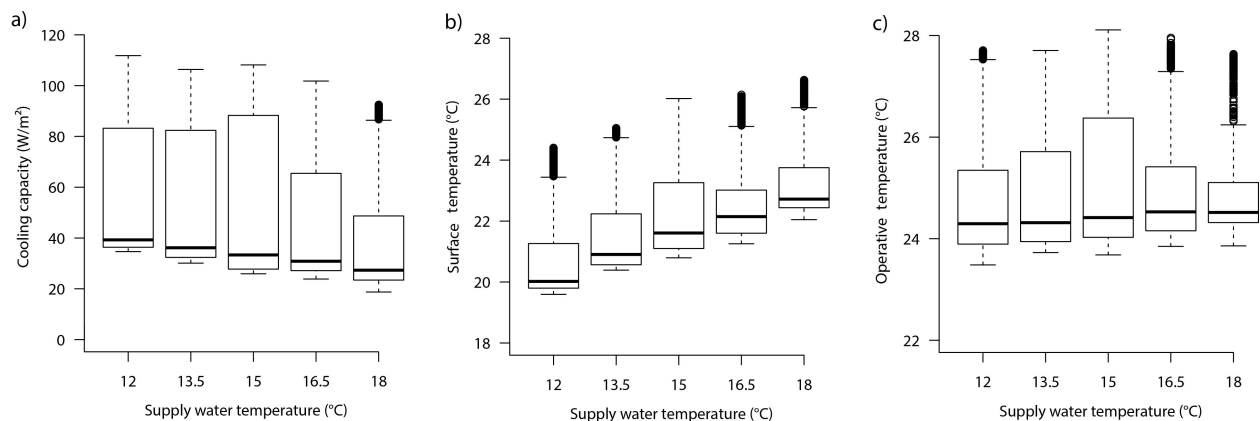 a)
Cooling capacity (W/m²)
120
100
80
60
40
20
0
12 13.5 15 16.5 18
Supply water temperature (°C)
b)
Surface temperature (°C)
28
26
24
22
20
18
12 13.5 15 16.5 18
Supply water temperature (°C)
c)
Operative temperature (°C)
28
26
24
22
12 13.5 15 16.5 18
Supply water temperature (°C)